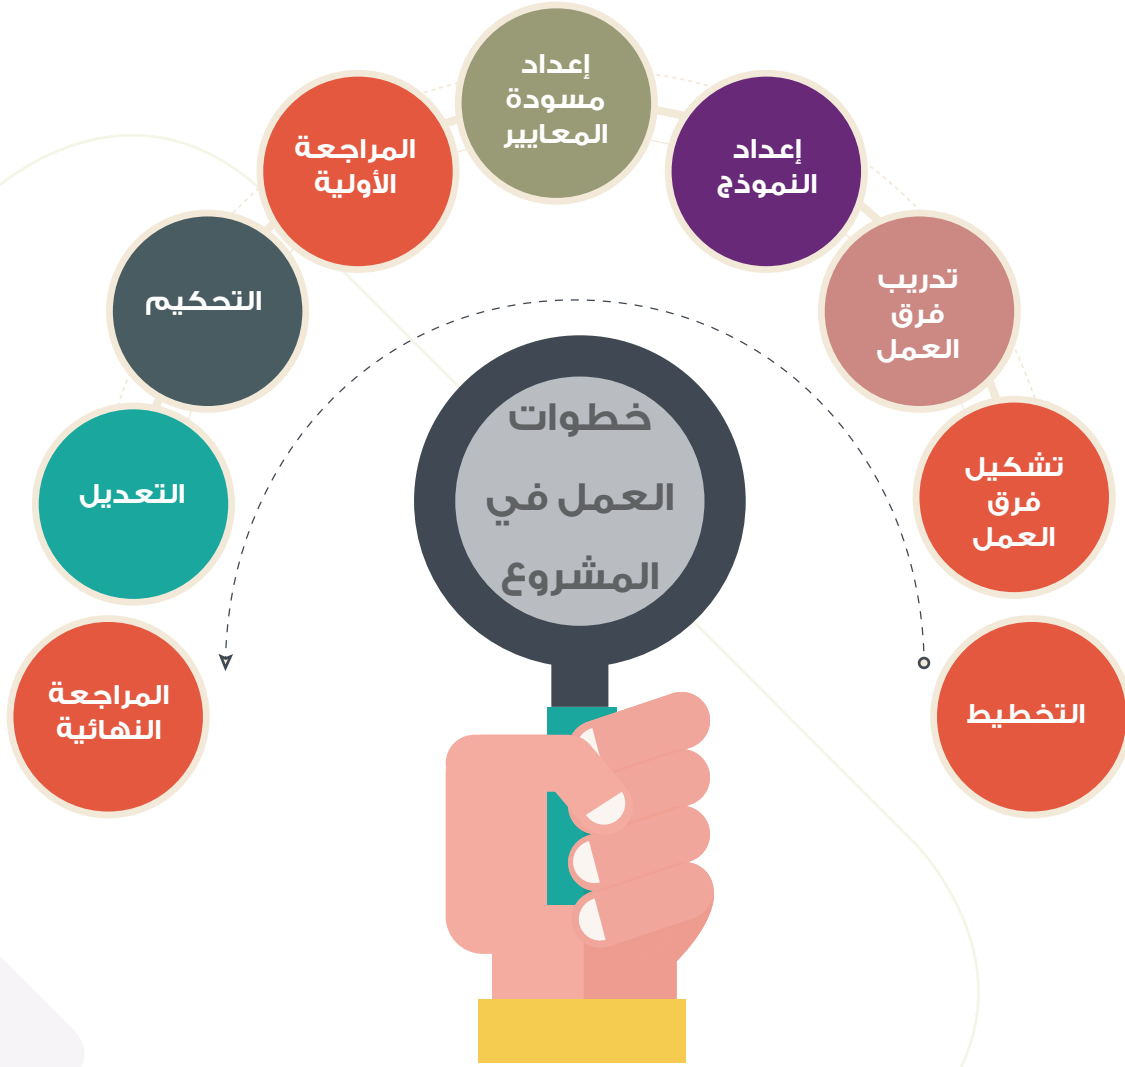 خطوات
العمل في
المشروع
التخطيط
تشكيل
فرق
العمل
تدريب
فرق
العمل
إعداد
النموذج
إعداد
مسودة
المعايير
المراجعة
الأولية
التحكيم
التعديل
المراجعة
النهائية